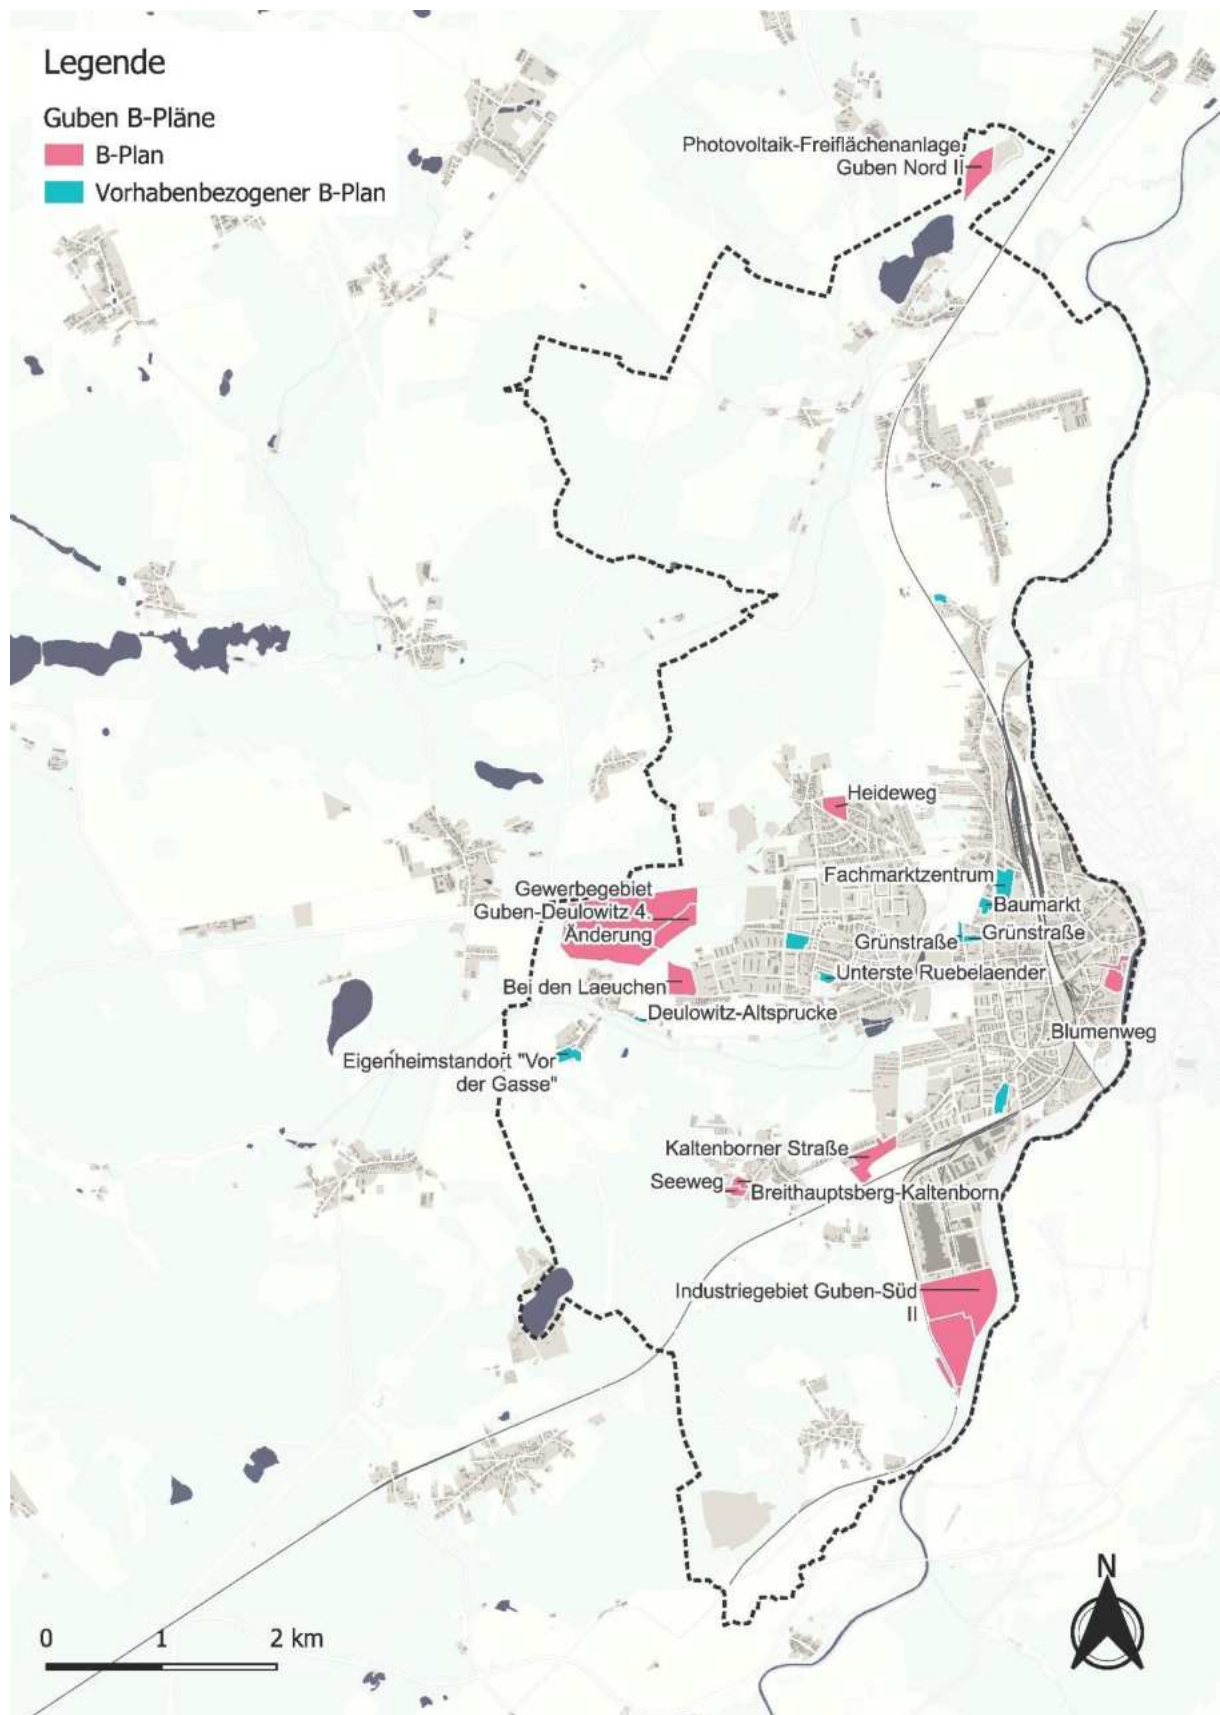 Legende
Guben B-Pläne
B-Plan
Vorhabenbezogener B-Plan
Photovoltaik-Freiflächenanlage
Guben Nord II
Heideweg
Fachmarktzentrum
Gewerbegebiet
Guben-Deulowitz 4.
Änderung
Baumarkt
Grünstraße
Grünstraße
Unterste Ruebelaender
Bei den Laeuchen
Deulowitz-Altsprucke
Blumenweg
Eigenheimstandort "Vor
der Gasse"
Kaltenborner Straße
Seeweg
Breithauptsberg-Kaltenborn
Industriegebiet Guben-Süd
II
N
0 1 2 km